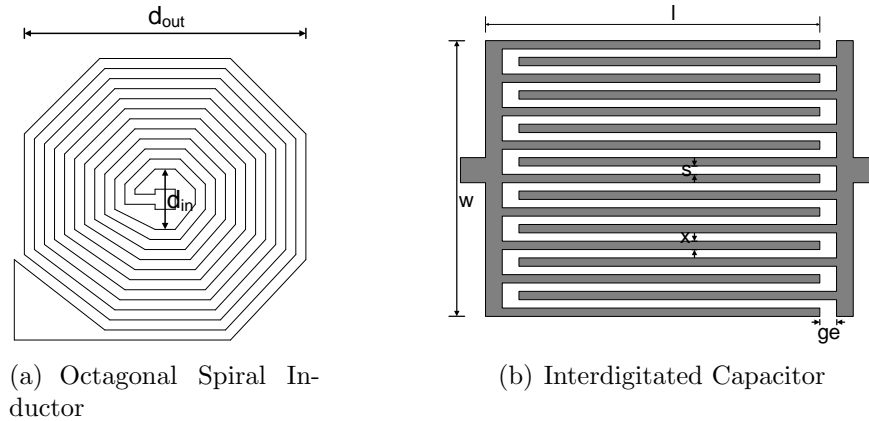 d_out
d_in
l
w
s
x
ge
(a) Octagonal Spiral In-
ductor
(b) Interdigitated Capacitor